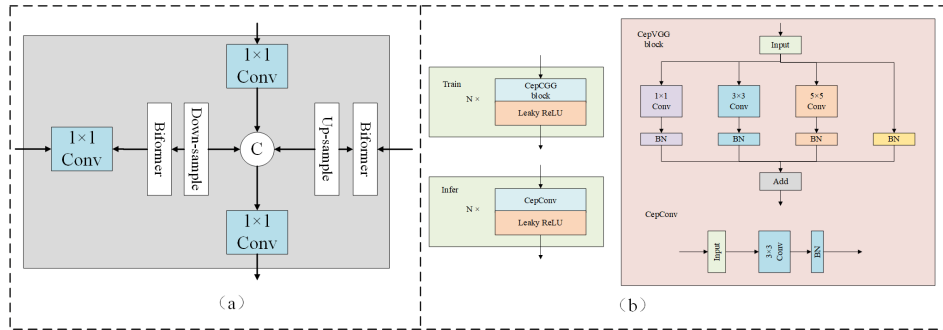 1×1
Conv
1×1
Conv
Biformer
Down-sample
C
Up-sample
Biformer
1×1
Conv
(a)
Train
N ×
CepCGG
block
Leaky ReLU
Infer
N ×
CepConv
Leaky ReLU
CepVGG
block
Input
1×1
Conv
3×3
Conv
5×5
Conv
BN
BN
BN
BN
Add
CepConv
Input
3×3
Conv
BN
(b)